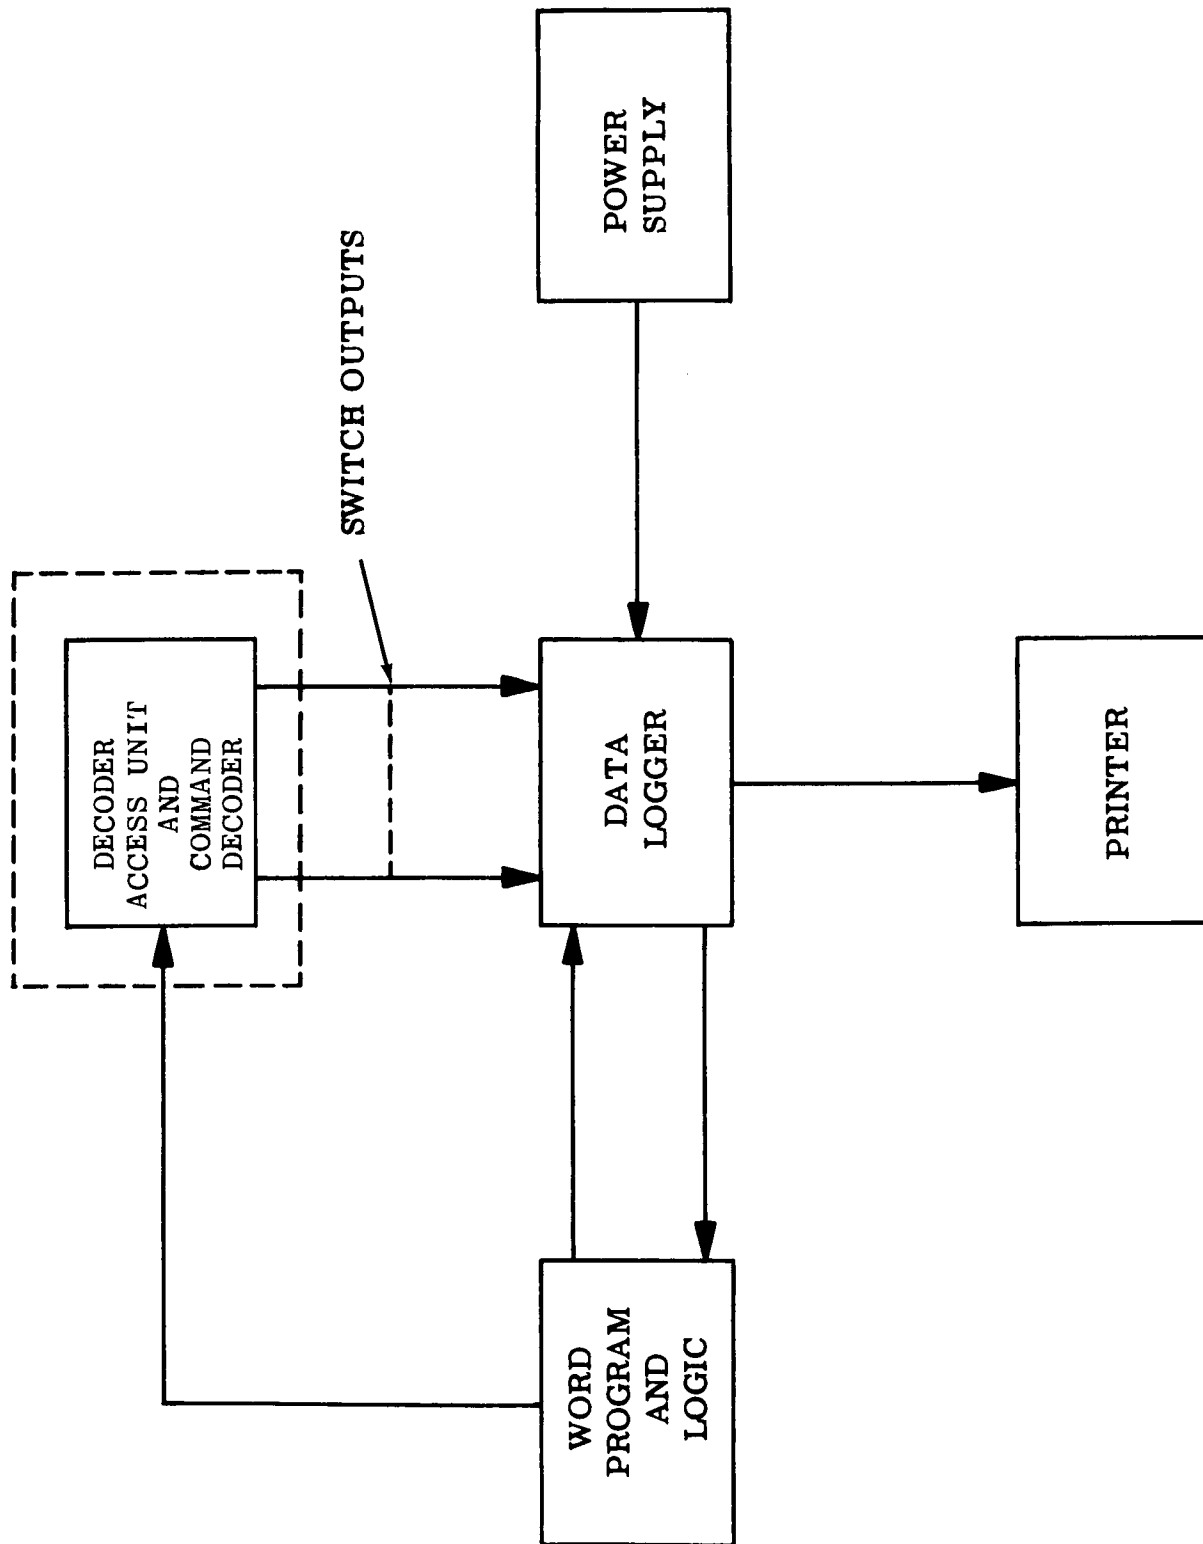 DECODER
ACCESS UNIT
AND
COMMAND
DECODER
SWITCH OUTPUTS
WORD
PROGRAM
AND
LOGIC
DATA
LOGGER
POWER
SUPPLY
PRINTER